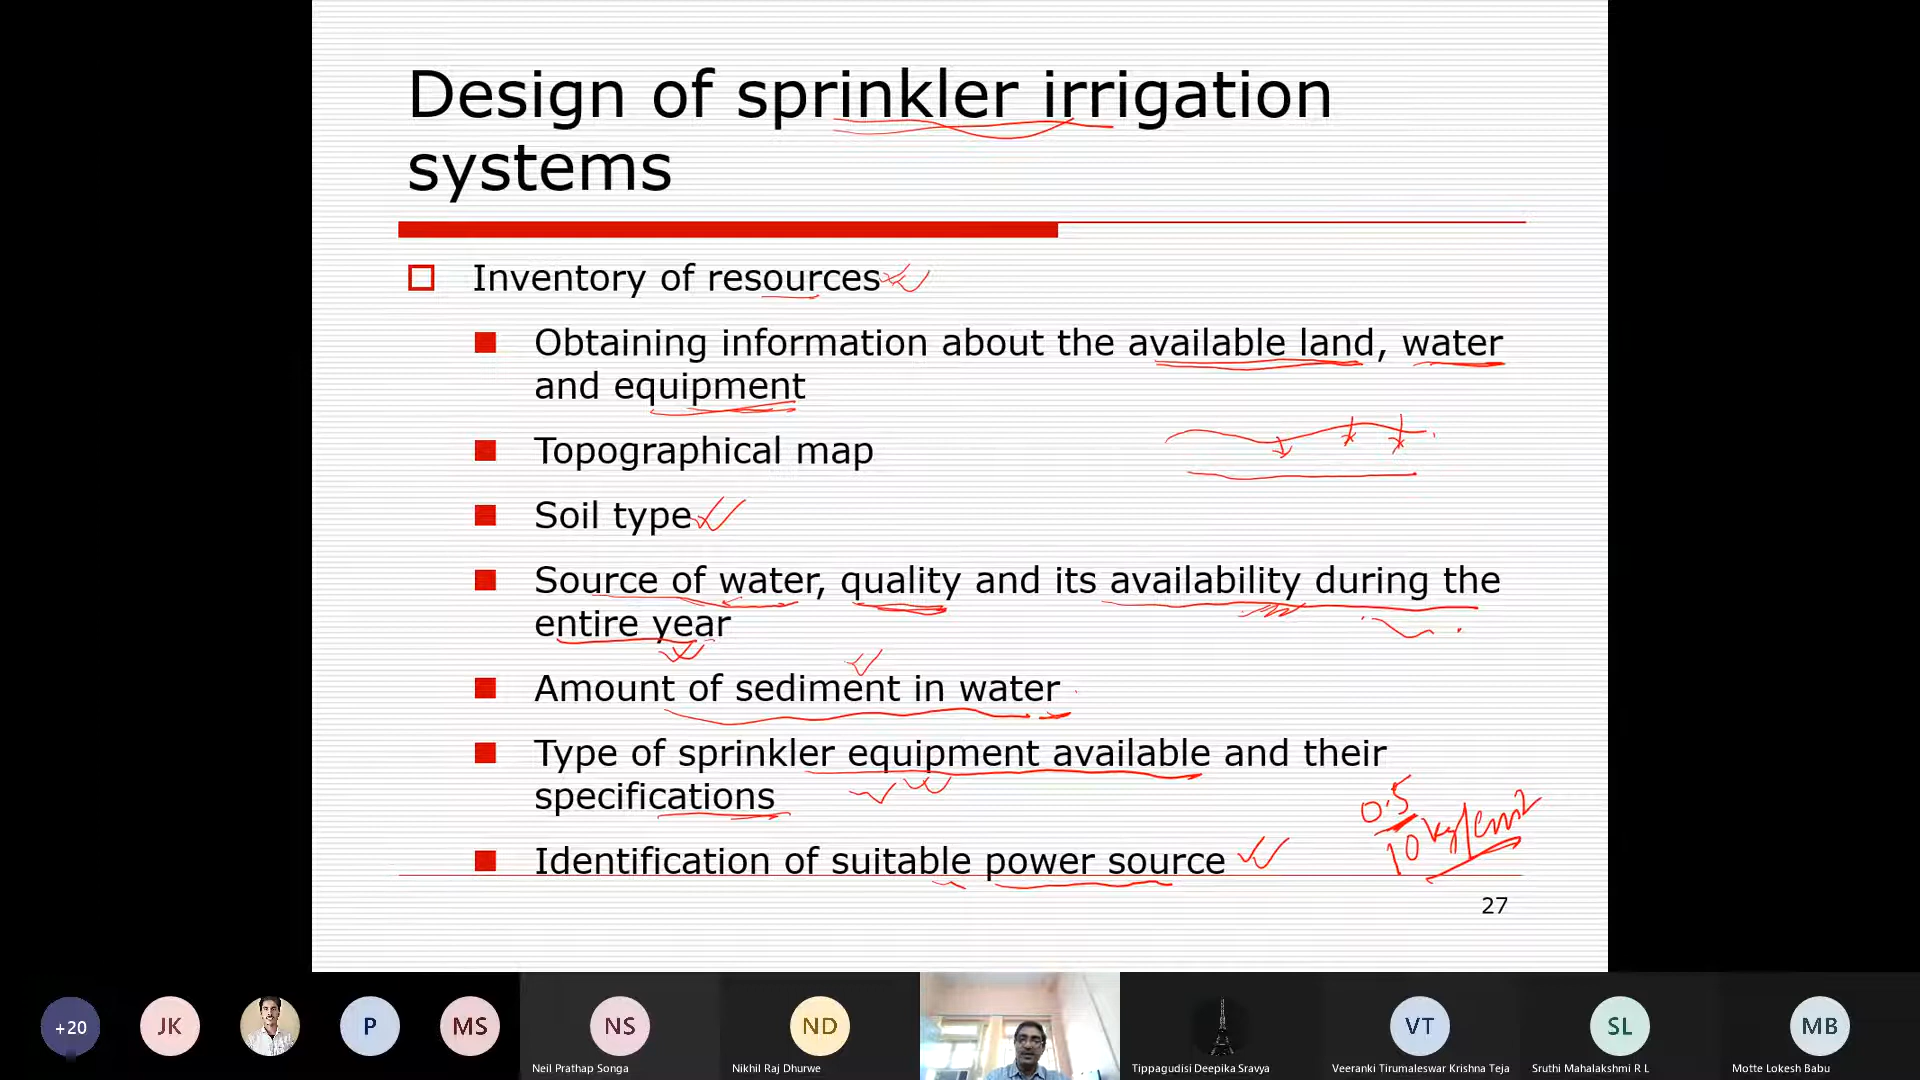 Design of sprinkler irrigation
systems
Inventory of resources
Obtaining information about the available land, water
and equipment
Topographical map
Soil type
Source of water, quality and its availability during the
entire year
Amount of sediment in water
Type of sprinkler equipment available and their
specifications
0.5
10 kg/cm2
Identification of suitable power source
27
+20
JK
P
MS
NS
ND
VT
SL
MB
Neil Prathap Songa
Nikhil Raj Dhurwe
Tippagudisi Deepika Sravya
Veeranki Tirumaleswar Krishna Teja
Sruthi Mahalakshmi R L
Motte Lokesh Babu